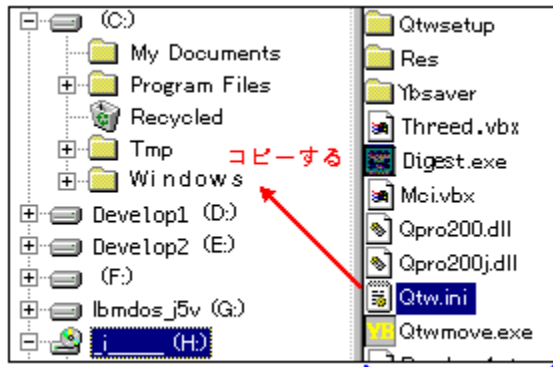 (C:)
My Documents
Program Files
Recycled
Tmp
コピーする
Windows
Develop1 (D:)
Develop2 (E:)
(F:)
Ibmdos_j5v (G:)
(H:)
Qtwsetup
Res
Ybsaver
Threed.vbx
Digest.exe
Mci.vbx
Qpro200.dll
Qpro200j.dll
Qtw.ini
YB
Qtwmove.exe